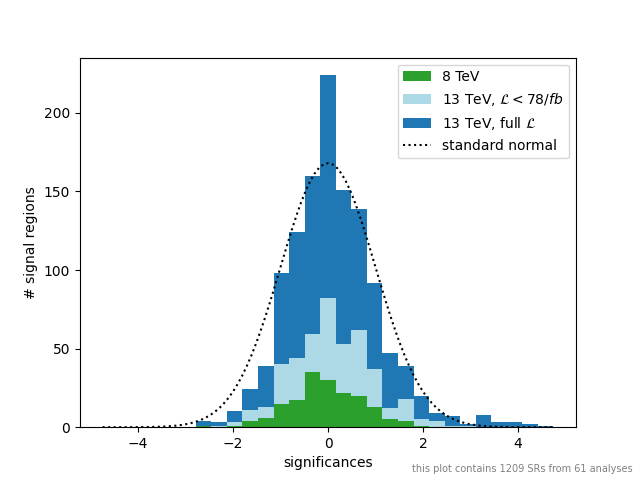 8 TeV
13 TeV, ℒ < 78/fb
13 TeV, full ℒ
standard normal
# signal regions
200
150
100
50
0
−4 −2 0 2 4
significances
this plot contains 1209 SRs from 61 analyses